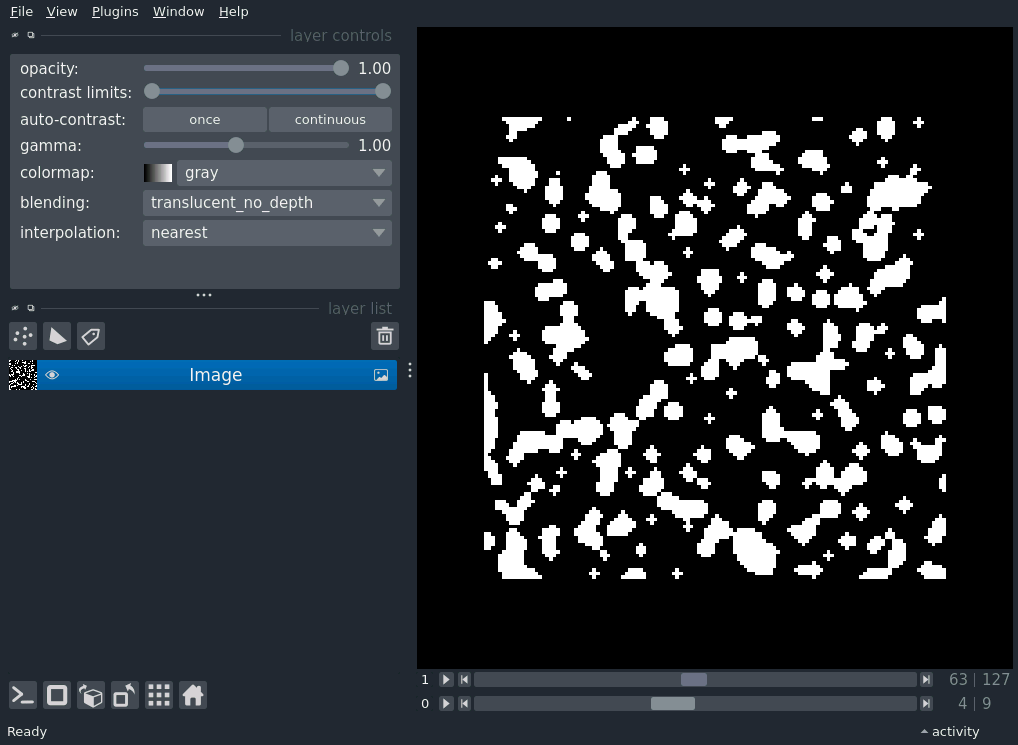 File View Plugins Window Help
layer controls
opacity: 1.00
contrast limits:
auto-contrast: once continuous
gamma: 1.00
colormap: gray
blending: translucent_no_depth
interpolation: nearest
layer list
Image
1 63 | 127
0 4 | 9
Ready activity